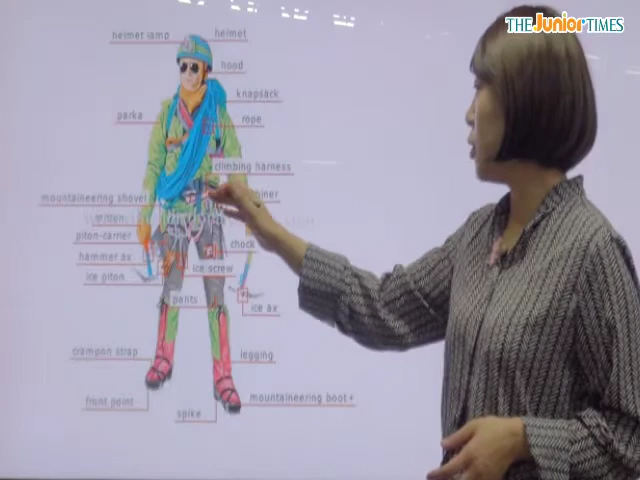 THE Junior TIMES
helmet lamp
helmet
hood
knapsack
parka
rope
climbing harness
mountaineering shovel
piton-carrier
hammer ax
chock
ice piton
ice screw
pants
ice ax
crampon strap
legging
front point
mountaineering boot
spike